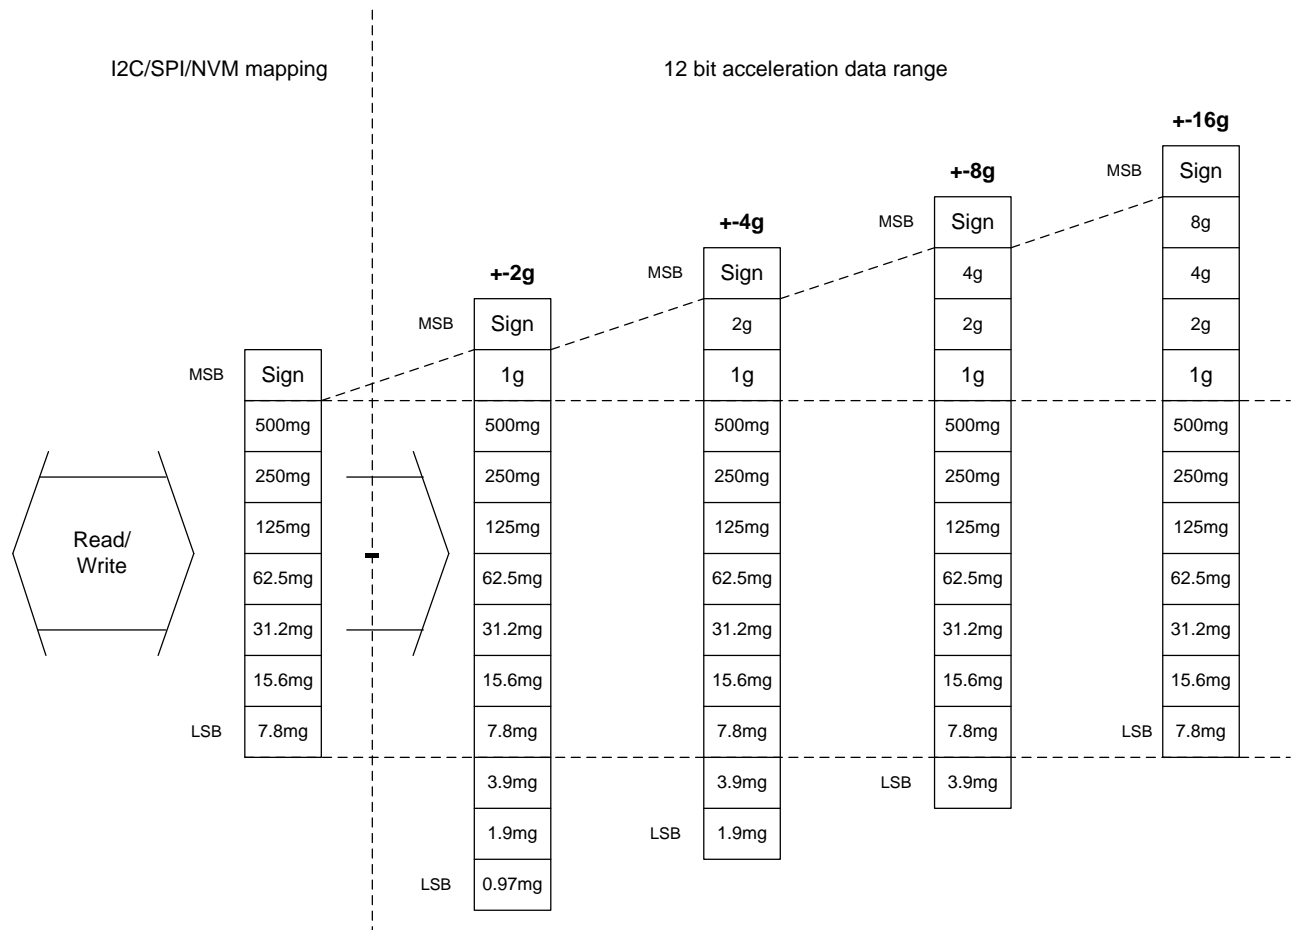 I2C/SPI/NVM mapping
12 bit acceleration data range
Read/
Write
MSB
Sign
500mg
250mg
125mg
62.5mg
31.2mg
15.6mg
LSB
7.8mg
+-2g
MSB
Sign
1g
500mg
250mg
125mg
62.5mg
31.2mg
15.6mg
7.8mg
3.9mg
1.9mg
LSB
0.97mg
+-4g
MSB
Sign
2g
1g
500mg
250mg
125mg
62.5mg
31.2mg
15.6mg
7.8mg
3.9mg
LSB
1.9mg
+-8g
MSB
Sign
4g
2g
1g
500mg
250mg
125mg
62.5mg
31.2mg
15.6mg
7.8mg
LSB
3.9mg
+-16g
MSB
Sign
8g
4g
2g
1g
500mg
250mg
125mg
62.5mg
31.2mg
15.6mg
LSB
7.8mg